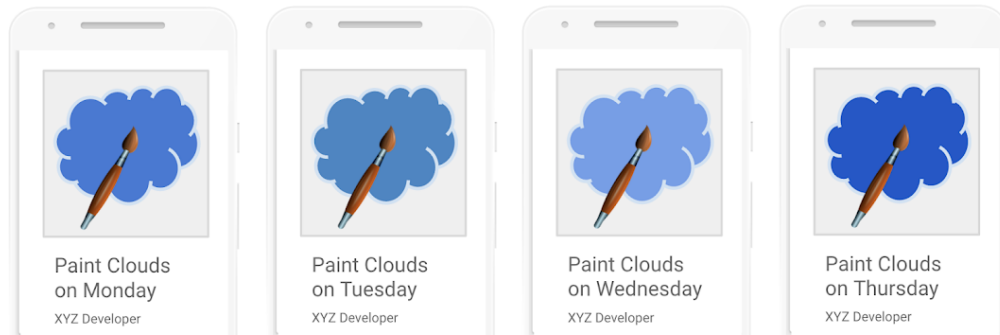 Paint Clouds
on Monday
XYZ Developer
Paint Clouds
on Tuesday
XYZ Developer
Paint Clouds
on Wednesday
XYZ Developer
Paint Clouds
on Thursday
XYZ Developer